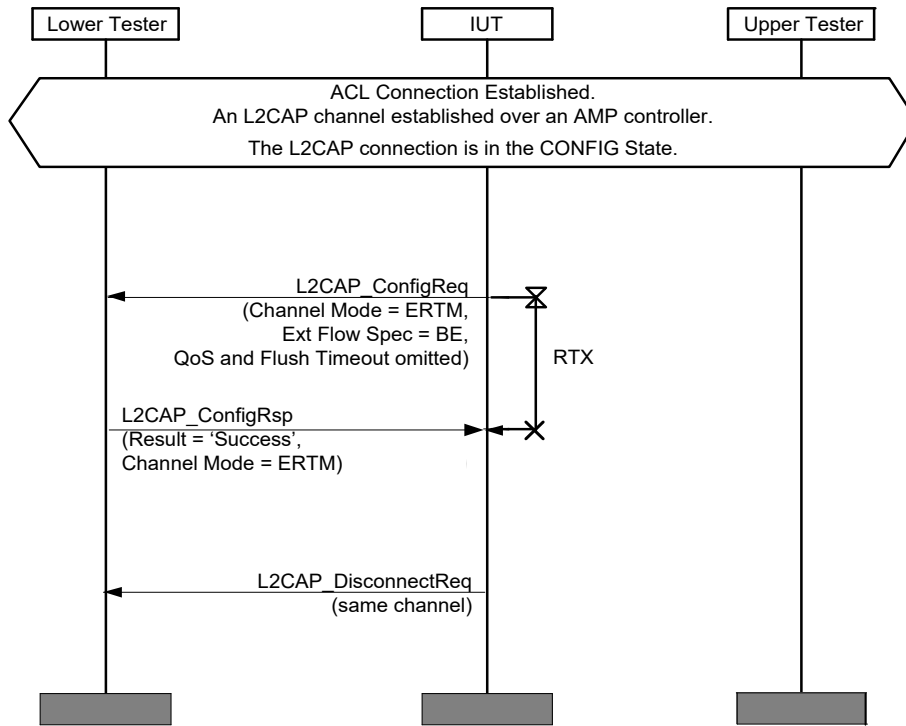 Lower Tester
IUT
Upper Tester
ACL Connection Established.
An L2CAP channel established over an AMP controller.
The L2CAP connection is in the CONFIG State.
L2CAP_ConfigReq
(Channel Mode = ERTM,
Ext Flow Spec = BE,
QoS and Flush Timeout omitted)
RTX
L2CAP_ConfigRsp
(Result = ‘Success’,
Channel Mode = ERTM)
L2CAP_DisconnectReq
(same channel)